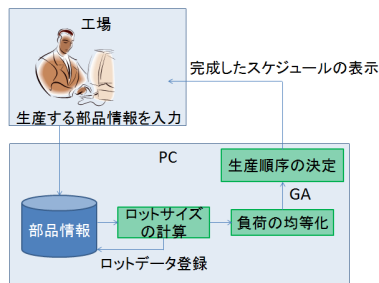 工場
生産する部品情報を入力
完成したスケジュールの表示
PC
生産順序の決定
GA
部品情報
ロットサイズ
の計算
負荷の均等化
ロットデータ登録